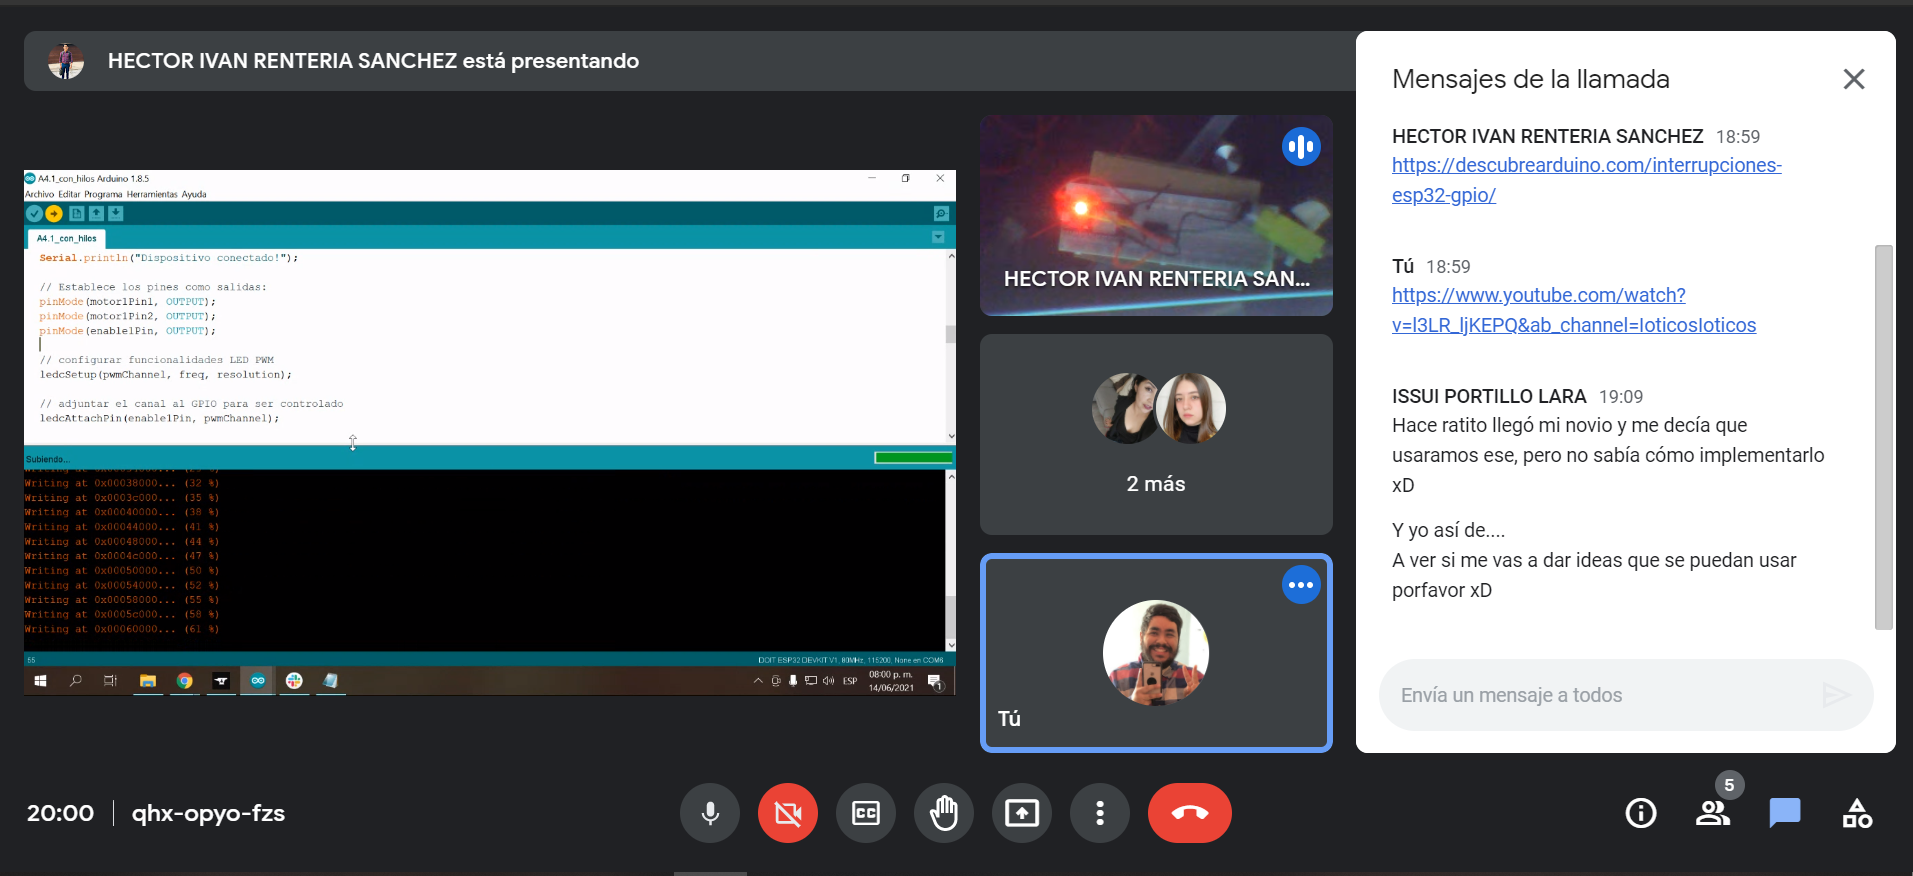 HECTOR IVAN RENTERIA SANCHEZ está presentando
A4.1_con_hilos Arduino 1.8.5
Archivo Editar Programa Herramientas Ayuda
A4.1_con_hilos
Serial.println("Dispositivo conectado!");
// Establece los pines como salidas:
pinMode(motor1Pin1, OUTPUT);
pinMode(motor1Pin2, OUTPUT);
pinMode(enable1Pin, OUTPUT);
// configurar funcionalidades LED PWM
ledcSetup(pwmChannel, freq, resolution);
// adjuntar el canal al GPIO para ser controlado
ledcAttachPin(enable1Pin, pwmChannel);
Subiendo...
Writing at 0x00038000... (32 %)
Writing at 0x0003c000... (35 %)
Writing at 0x00040000... (38 %)
Writing at 0x00044000... (41 %)
Writing at 0x00048000... (44 %)
Writing at 0x0004c000... (47 %)
Writing at 0x00050000... (50 %)
Writing at 0x00054000... (52 %)
Writing at 0x00058000... (55 %)
Writing at 0x0005c000... (58 %)
Writing at 0x00060000... (61 %)
55
DOIT ESP32 DEVKIT V1, 80MHz, 115200, None en COM6
ESP
08:00 p. m.
14/06/2021
1
HECTOR IVAN RENTERIA SAN...
2 más
Tú
Mensajes de la llamada
HECTOR IVAN RENTERIA SANCHEZ 18:59
https://descubrearduino.com/interrupciones-
esp32-gpio/
Tú 18:59
https://www.youtube.com/watch?
v=l3LR_ljKEPQ&ab_channel=IoticosIoticos
ISSUI PORTILLO LARA 19:09
Hace ratito llegó mi novio y me decía que
usaramos ese, pero no sabía cómo implementarlo
xD
Y yo así de....
A ver si me vas a dar ideas que se puedan usar
porfavor xD
Envía un mensaje a todos
20:00 | qhx-opyo-fzs
CC
5